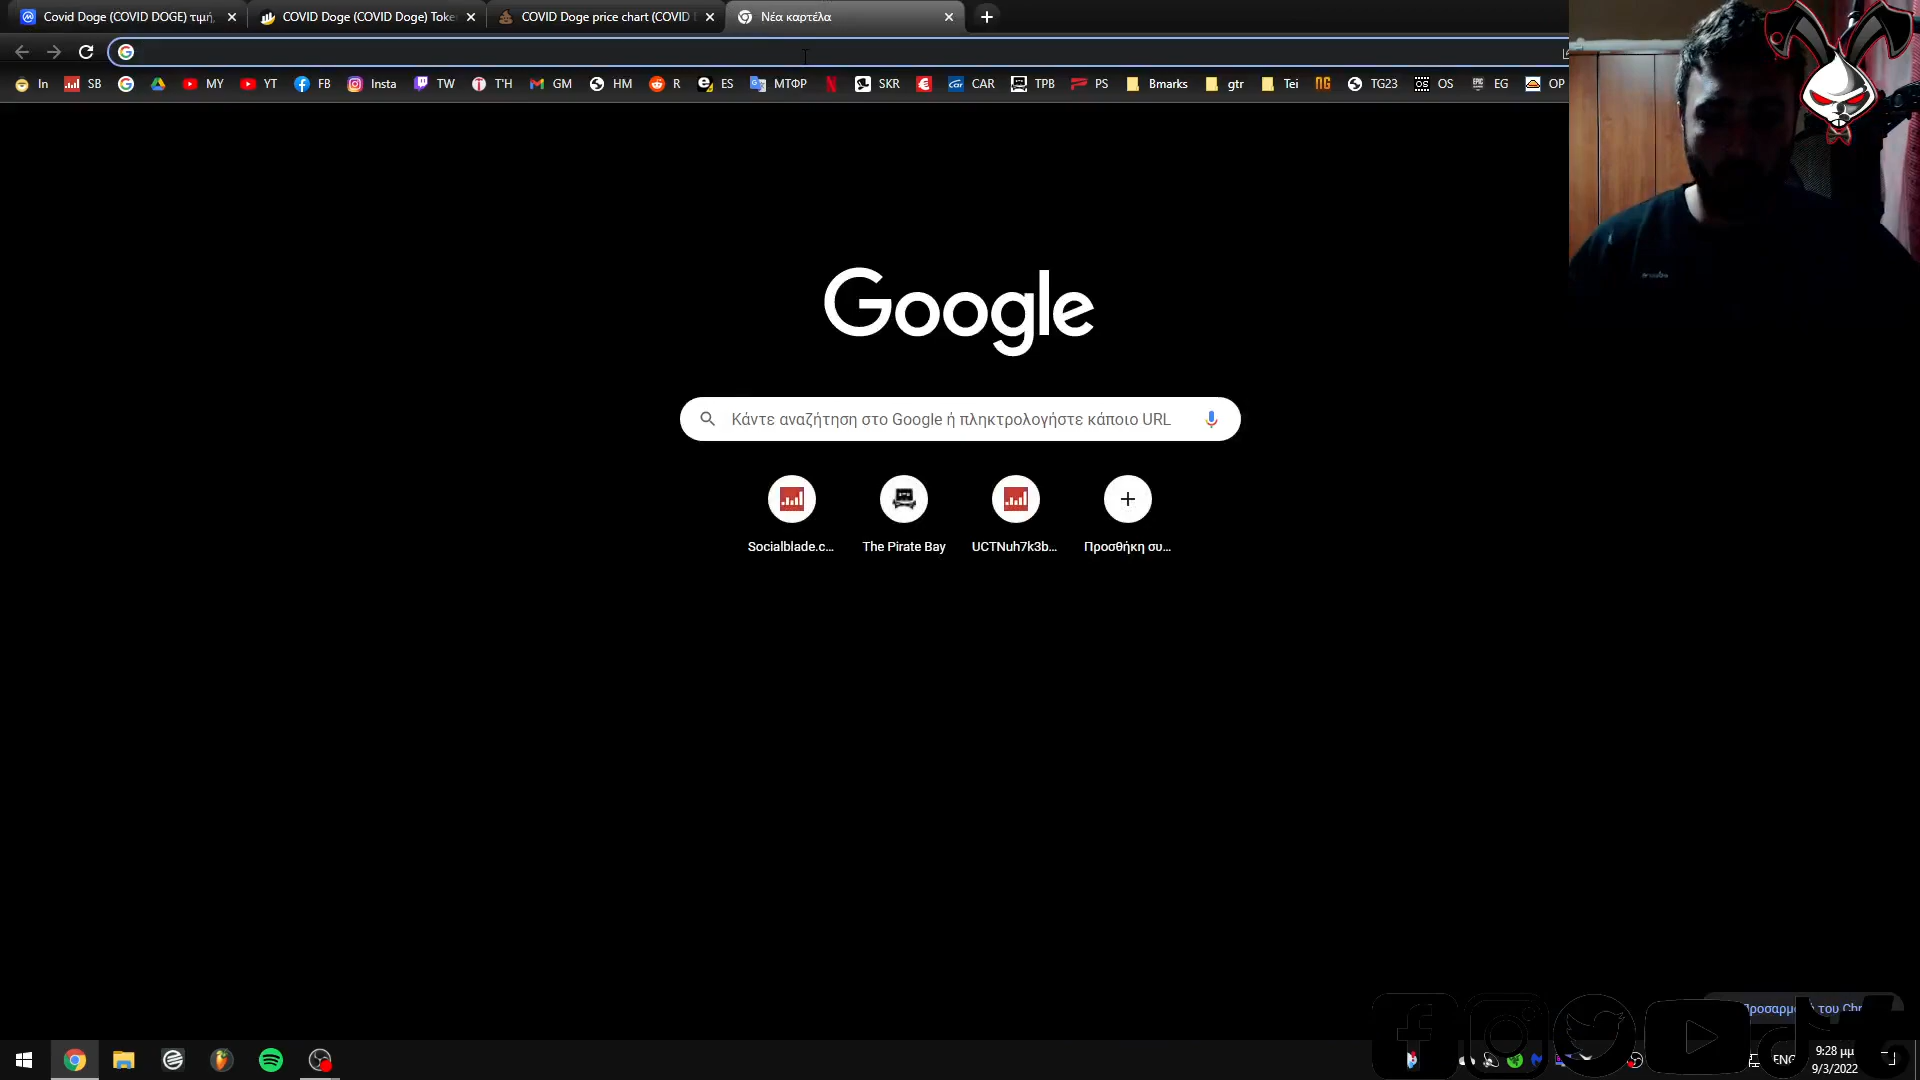 Covid Doge (COVID DOGE) τιμή,
COVID Doge (COVID Doge) Toke
COVID Doge price chart (COVID
Νέα καρτέλα
In SB MY YT FB Insta TW T'H GM HM R ES ΜΤΦΡ SKR CAR TPB PS Bmarks gtr Tei NG TG23 OS EG OP
Google
Κάντε αναζήτηση στο Google ή πληκτρολογήστε κάποιο URL
Socialblade.c... The Pirate Bay UCTNuh7k3b... Προσθήκη συ...
του Chr
ENG 9:28 μμ
9/3/2022